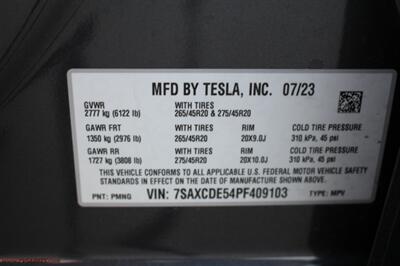 MFD BY TESLA, INC. 07/23
GVWR WITH TIRES
2777 kg (6122 lb) 265/45R20 & 275/45R20
GAWR FRT WITH TIRES RIM COLD TIRE PRESSURE
1350 kg (2976 lb) 265/45R20 20X9.0J 310 kPa, 45 psi
GAWR RR WITH TIRES RIM COLD TIRE PRESSURE
1727 kg (3808 lb) 275/45R20 20X10.0J 310 kPa, 45 psi
THIS VEHICLE CONFORMS TO ALL APPLICABLE FEDERAL MOTOR VEHICLE SAFETY
STANDARDS IN EFFECT ON THE DATE OF MANUFACTURE SHOWN ABOVE.
PNT: PMNG VIN: 7SAXCDE54PF409103 TYPE: MPV